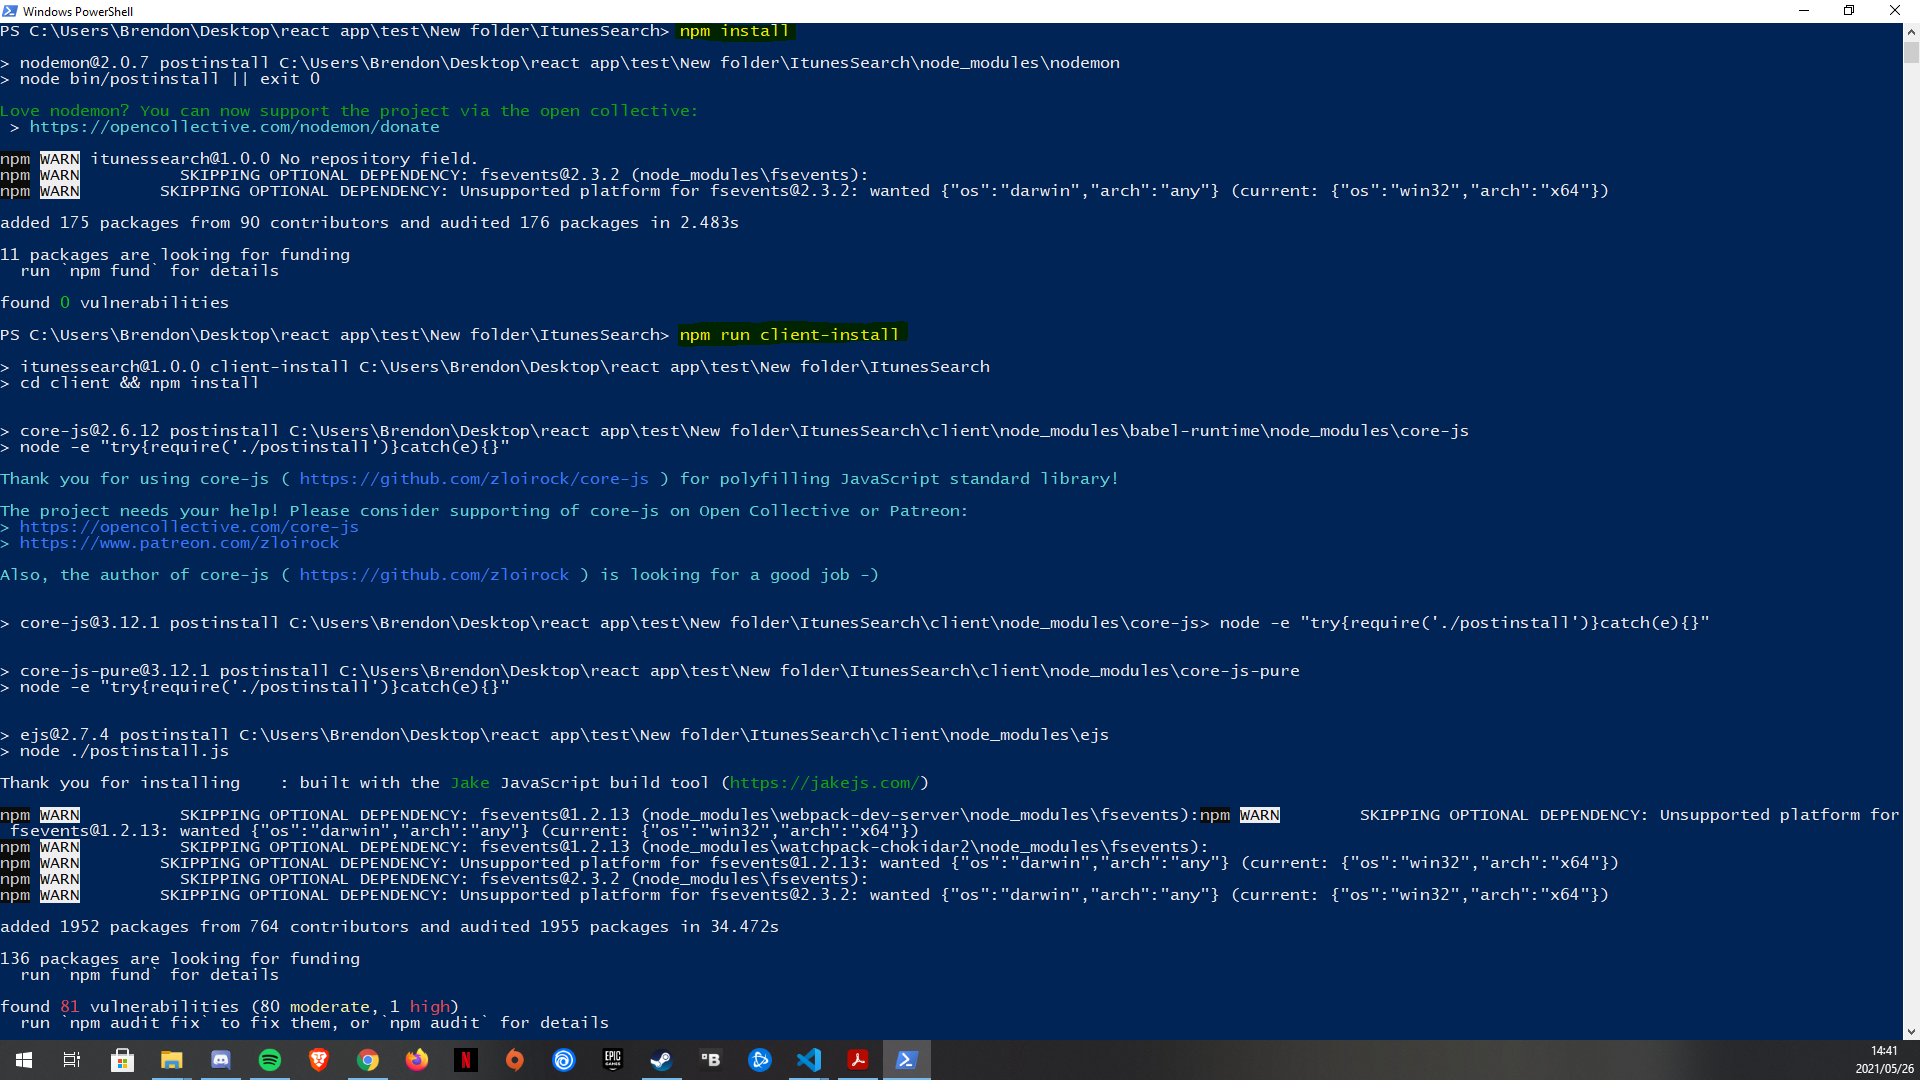 Windows PowerShell
PS C:\Users\Brendon\Desktop\react app\test\New folder\ItunesSearch> npm install
> nodemon@2.0.7 postinstall C:\Users\Brendon\Desktop\react app\test\New folder\ItunesSearch\node_modules\nodemon
> node bin/postinstall || exit 0
Love nodemon? You can now support the project via the open collective:
 > https://opencollective.com/nodemon/donate
npm WARN itunessearch@1.0.0 No repository field.
npm WARN SKIPPING OPTIONAL DEPENDENCY: fsevents@2.3.2 (node_modules\fsevents):
npm WARN SKIPPING OPTIONAL DEPENDENCY: Unsupported platform for fsevents@2.3.2: wanted {"os":"darwin","arch":"any"} (current: {"os":"win32","arch":"x64"})
added 175 packages from 90 contributors and audited 176 packages in 2.483s
11 packages are looking for funding
  run `npm fund` for details
found 0 vulnerabilities
PS C:\Users\Brendon\Desktop\react app\test\New folder\ItunesSearch> npm run client-install
> itunessearch@1.0.0 client-install C:\Users\Brendon\Desktop\react app\test\New folder\ItunesSearch
> cd client && npm install
> core-js@2.6.12 postinstall C:\Users\Brendon\Desktop\react app\test\New folder\ItunesSearch\client\node_modules\babel-runtime\node_modules\core-js
> node -e "try{require('./postinstall')}catch(e){}"
Thank you for using core-js ( https://github.com/zloirock/core-js ) for polyfilling JavaScript standard library!
The project needs your help! Please consider supporting of core-js on Open Collective or Patreon:
> https://opencollective.com/core-js
> https://www.patreon.com/zloirock
Also, the author of core-js ( https://github.com/zloirock ) is looking for a good job -)
> core-js@3.12.1 postinstall C:\Users\Brendon\Desktop\react app\test\New folder\ItunesSearch\client\node_modules\core-js> node -e "try{require('./postinstall')}catch(e){}"
> core-js-pure@3.12.1 postinstall C:\Users\Brendon\Desktop\react app\test\New folder\ItunesSearch\client\node_modules\core-js-pure
> node -e "try{require('./postinstall')}catch(e){}"
> ejs@2.7.4 postinstall C:\Users\Brendon\Desktop\react app\test\New folder\ItunesSearch\client\node_modules\ejs
> node ./postinstall.js
Thank you for installing : built with the Jake JavaScript build tool (https://jakejs.com/)
npm WARN SKIPPING OPTIONAL DEPENDENCY: fsevents@1.2.13 (node_modules\webpack-dev-server\node_modules\fsevents):npm WARN SKIPPING OPTIONAL DEPENDENCY: Unsupported platform for
 fsevents@1.2.13: wanted {"os":"darwin","arch":"any"} (current: {"os":"win32","arch":"x64"})
npm WARN SKIPPING OPTIONAL DEPENDENCY: fsevents@1.2.13 (node_modules\watchpack-chokidar2\node_modules\fsevents):
npm WARN SKIPPING OPTIONAL DEPENDENCY: Unsupported platform for fsevents@1.2.13: wanted {"os":"darwin","arch":"any"} (current: {"os":"win32","arch":"x64"})
npm WARN SKIPPING OPTIONAL DEPENDENCY: fsevents@2.3.2 (node_modules\fsevents):
npm WARN SKIPPING OPTIONAL DEPENDENCY: Unsupported platform for fsevents@2.3.2: wanted {"os":"darwin","arch":"any"} (current: {"os":"win32","arch":"x64"})
added 1952 packages from 764 contributors and audited 1955 packages in 34.472s
136 packages are looking for funding
  run `npm fund` for details
found 81 vulnerabilities (80 moderate, 1 high)
  run `npm audit fix` to fix them, or `npm audit` for details
EPIC
GAMES
14:41
2021/05/26